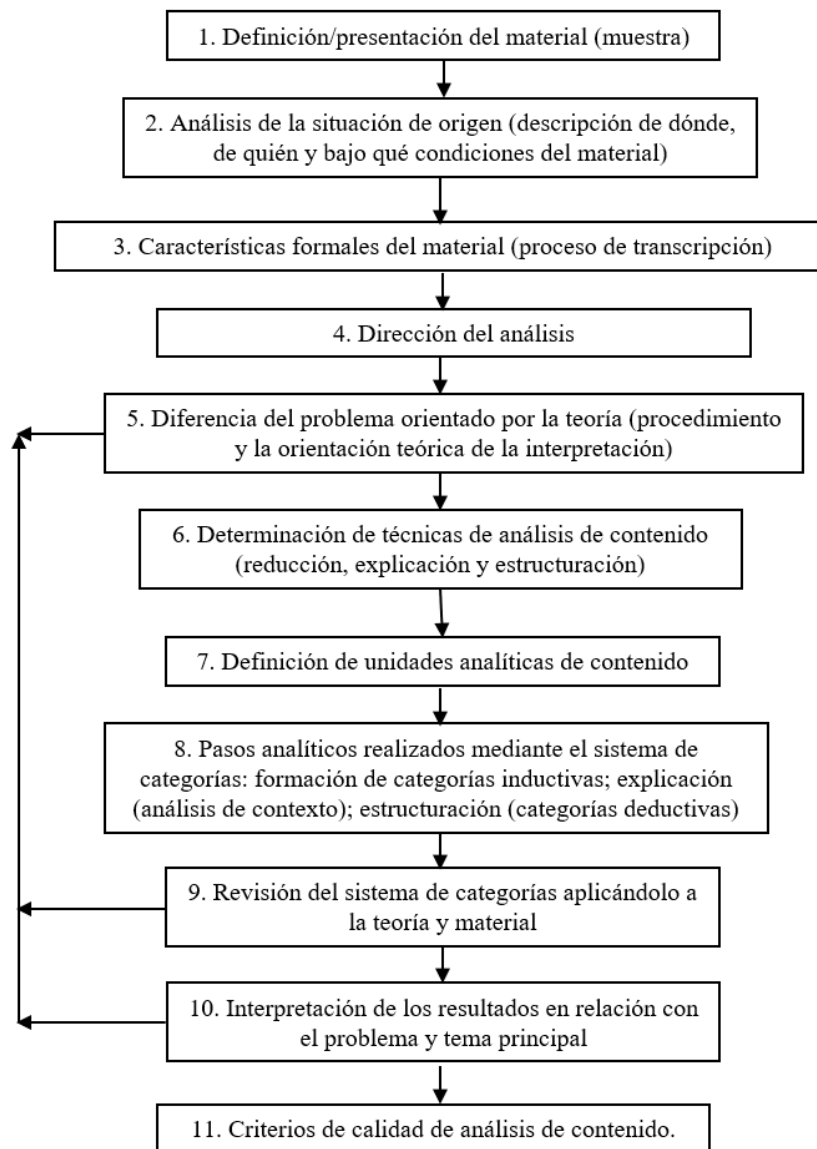 1. Definición/presentación del material (muestra)
2. Análisis de la situación de origen (descripción de dónde,
de quién y bajo qué condiciones del material)
3. Características formales del material (proceso de transcripción)
4. Dirección del análisis
5. Diferencia del problema orientado por la teoría (procedimiento
y la orientación teórica de la interpretación)
6. Determinación de técnicas de análisis de contenido
(reducción, explicación y estructuración)
7. Definición de unidades analíticas de contenido
8. Pasos analíticos realizados mediante el sistema de
categorías: formación de categorías inductivas; explicación
(análisis de contexto); estructuración (categorías deductivas)
9. Revisión del sistema de categorías aplicándolo a
la teoría y material
10. Interpretación de los resultados en relación con
el problema y tema principal
11. Criterios de calidad de análisis de contenido.